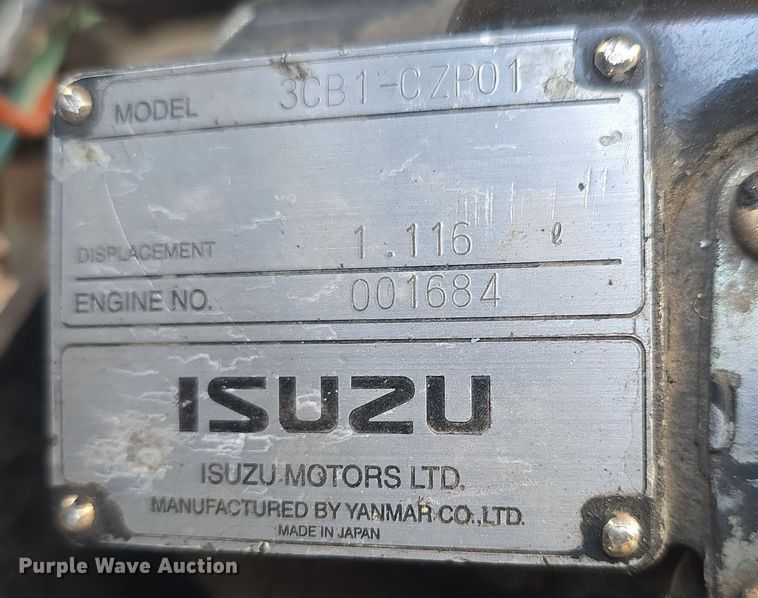 MODEL 3CB1-CZP01
DISPLACEMENT 1.116 ℓ
ENGINE NO. 001684
ISUZU
ISUZU MOTORS LTD.
MANUFACTURED BY YANMAR CO.,LTD.
MADE IN JAPAN
Purple Wave Auction